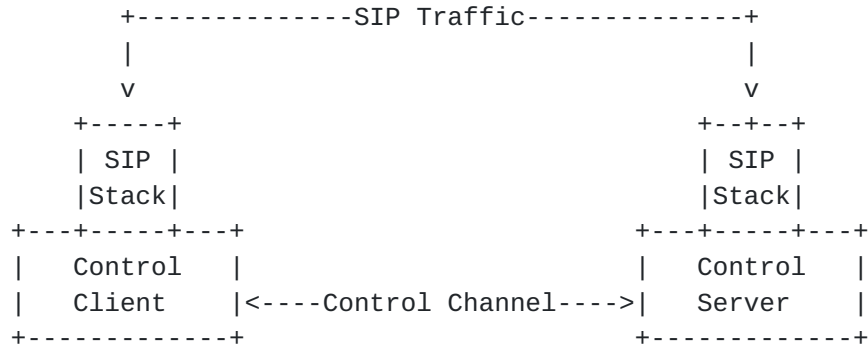 +--------------SIP Traffic--------------+
|                                       |
v                                       v
+-----+                                 +--+--+
| SIP |                                 | SIP |
|Stack|                                 |Stack|
+---+-----+---+                         +---+-----+---+
|   Control   |                         |   Control   |
|   Client    |<----Control Channel---->|   Server    |
+-------------+                         +-------------+